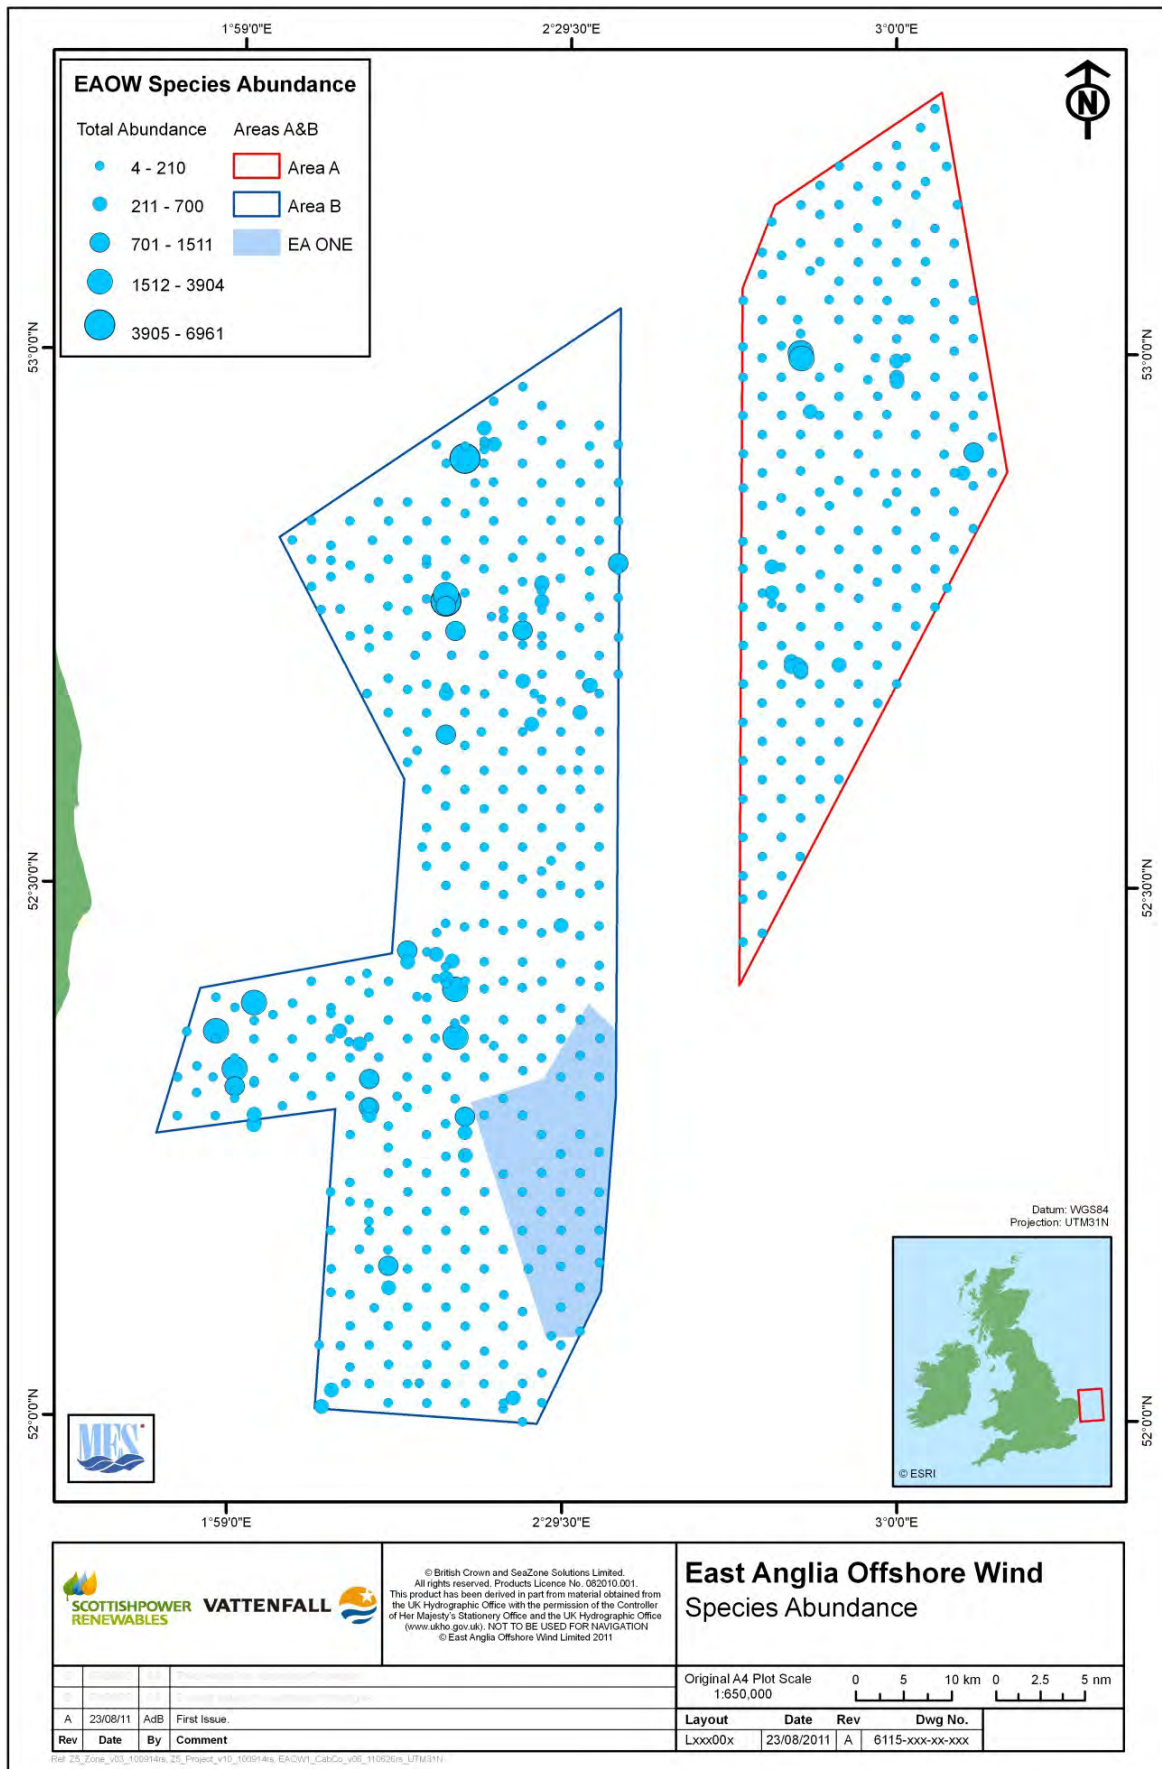 1°59'0"E 2°29'30"E 3°0'0"E
EAOW Species Abundance
Total Abundance Areas A&B
4 - 210 Area A
211 - 700 Area B
701 - 1511 EA ONE
1512 - 3904
3905 - 6961
N
53°0'0"N 53°0'0"N
52°30'0"N 52°30'0"N
52°0'0"N 52°0'0"N
Datum: WGS84
Projection: UTM31N
© ESRI
MES
1°59'0"E 2°29'30"E 3°0'0"E
SCOTTISHPOWER
RENEWABLES
VATTENFALL
© British Crown and SeaZone Solutions Limited.
All rights reserved. Products Licence No. 082010.001.
This product has been derived in part from material obtained from
the UK Hydrographic Office with the permission of the Controller
of Her Majesty's Stationery Office and the UK Hydrographic Office
(www.ukho.gov.uk). NOT TO BE USED FOR NAVIGATION
© East Anglia Offshore Wind Limited 2011
East Anglia Offshore Wind
Species Abundance
Original A4 Plot Scale
1:650,000
0 5 10 km 0 2.5 5 nm
A 23/08/11 AdB First Issue.
Rev Date By Comment
Layout Date Rev Dwg No.
Lxxx00x 23/08/2011 A 6115-xxx-xx-xxx
Ref: Z5_Zone_v03_100914rs, Z5_Project_v10_100914rs, EAOW1_CabCo_v06_110626rs_UTM31N